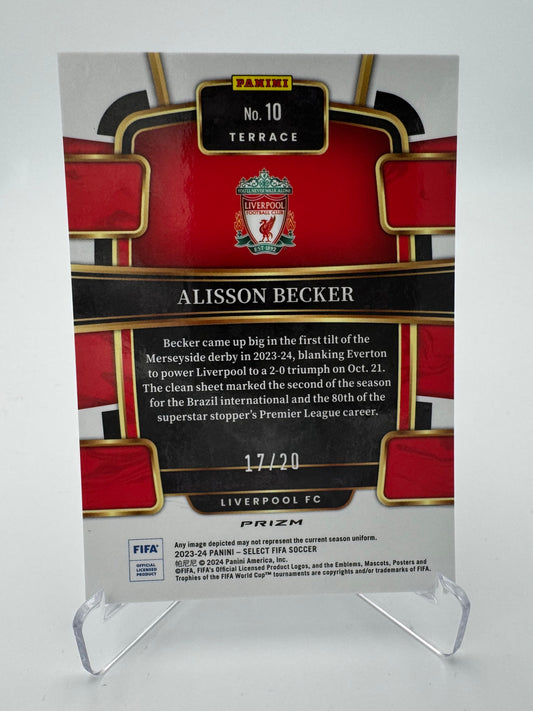 PANINI
No. 10
TERRACE
YOU'LL NEVER WALK ALONE
LIVERPOOL
FOOTBALL CLUB
EST·1892
ALISSON BECKER
Becker came up big in the first tilt of the
Merseyside derby in 2023-24, blanking Everton
to power Liverpool to a 2-0 triumph on Oct. 21.
The clean sheet marked the second of the season
for the Brazil international and the 80th of the
superstar stopper's Premier League career.
17/20
LIVERPOOL FC
PRIZM
FIFA®
OFFICIAL
LICENSED
PRODUCT
Any image depicted may not represent the current season uniform.
2023-24 PANINI – SELECT FIFA SOCCER
帕尼尼 © 2024 Panini America, Inc.
©FIFA, FIFA's Official Licensed Product Logos, and the Emblems, Mascots, Posters and
Trophies of the FIFA World Cup™ tournaments are copyrights and/or trademarks of FIFA.